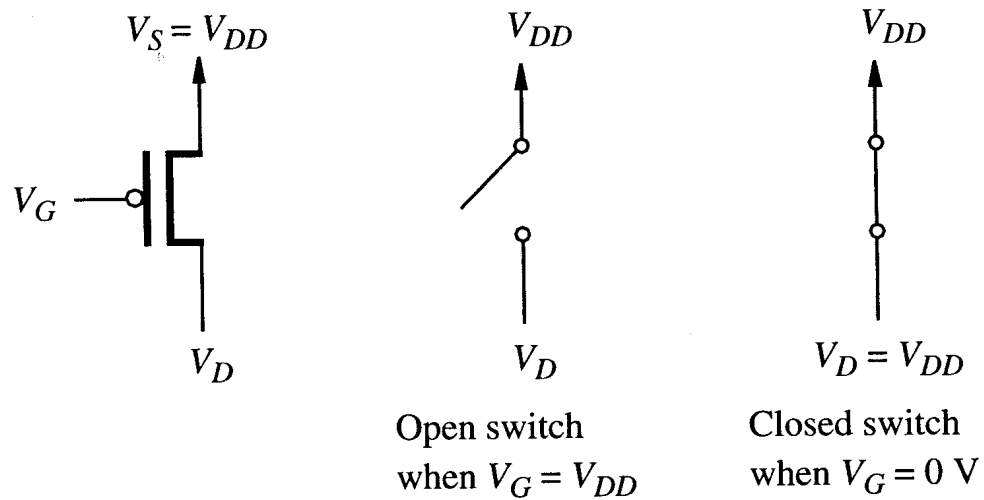 V_S = V_DD
V_G
V_D
V_DD
V_D
Open switch
when V_G = V_DD
V_DD
V_D = V_DD
Closed switch
when V_G = 0 V